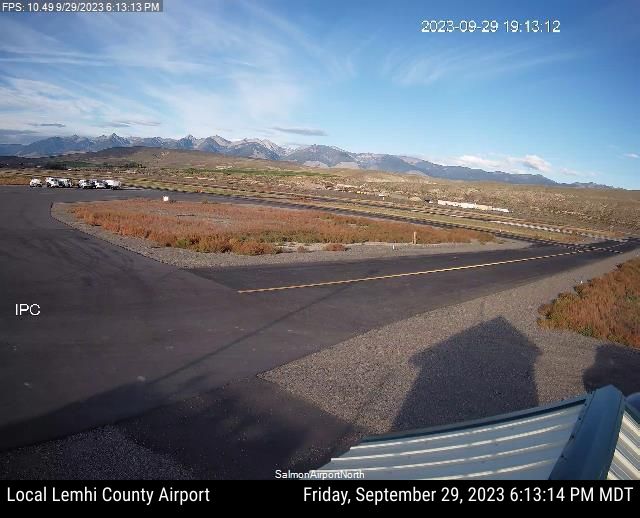 FPS: 10.49 9/29/2023 6:13:13 PM
2023-09-29 19:13:12
IPC
SalmonAirportNorth
Local Lemhi County Airport
Friday, September 29, 2023 6:13:14 PM MDT